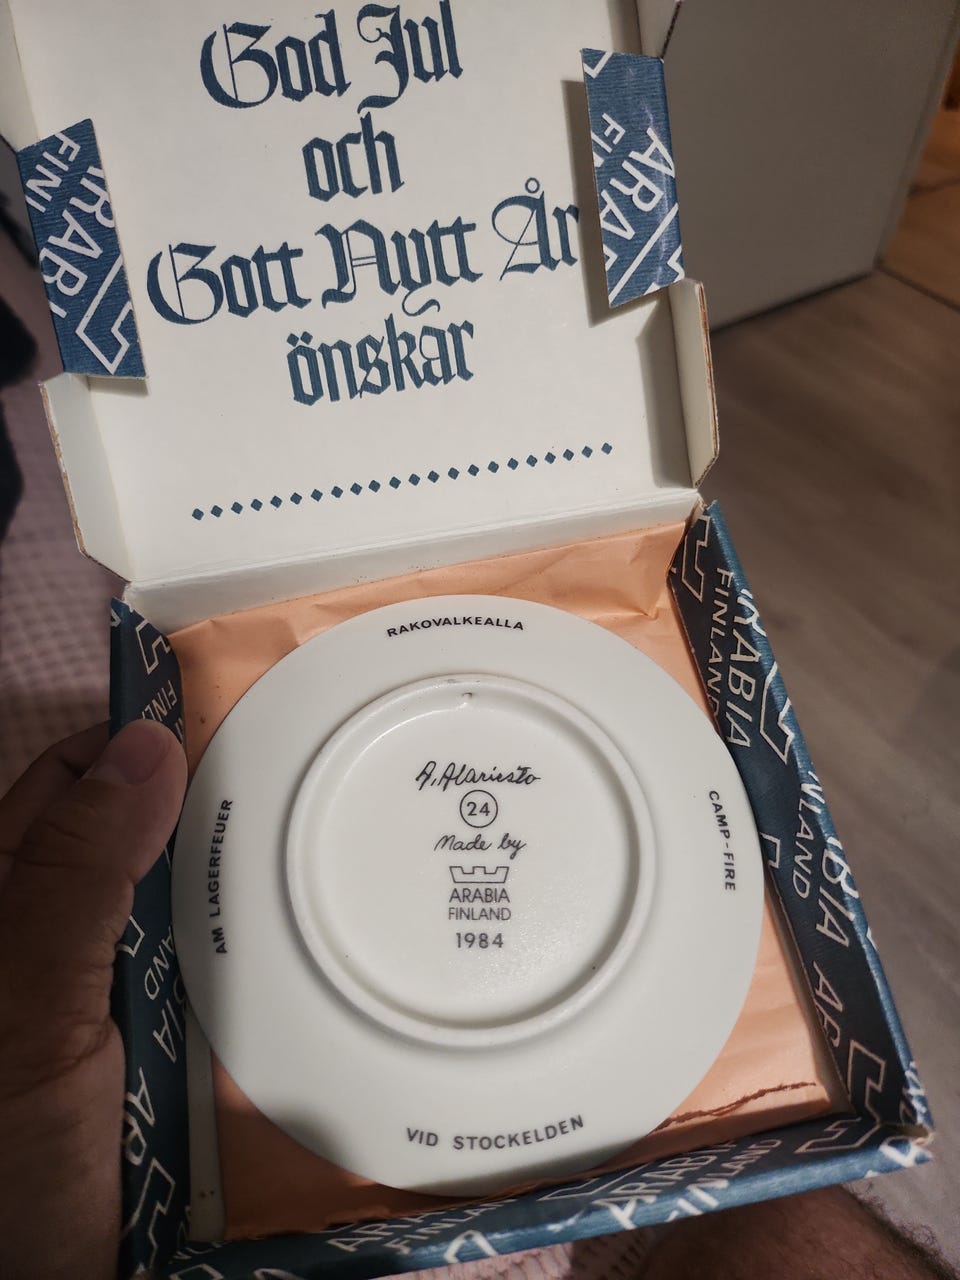 God Jul
och
Gott Nytt År
önskar
RAKOVALKEALLA
AM LAGERFEUER
CAMP-FIRE
VID STOCKELDEN
A. Alariesto
24
Made by
ARABIA
FINLAND
1984
ARABIA
FINLAND
ARABIA
FINLAND